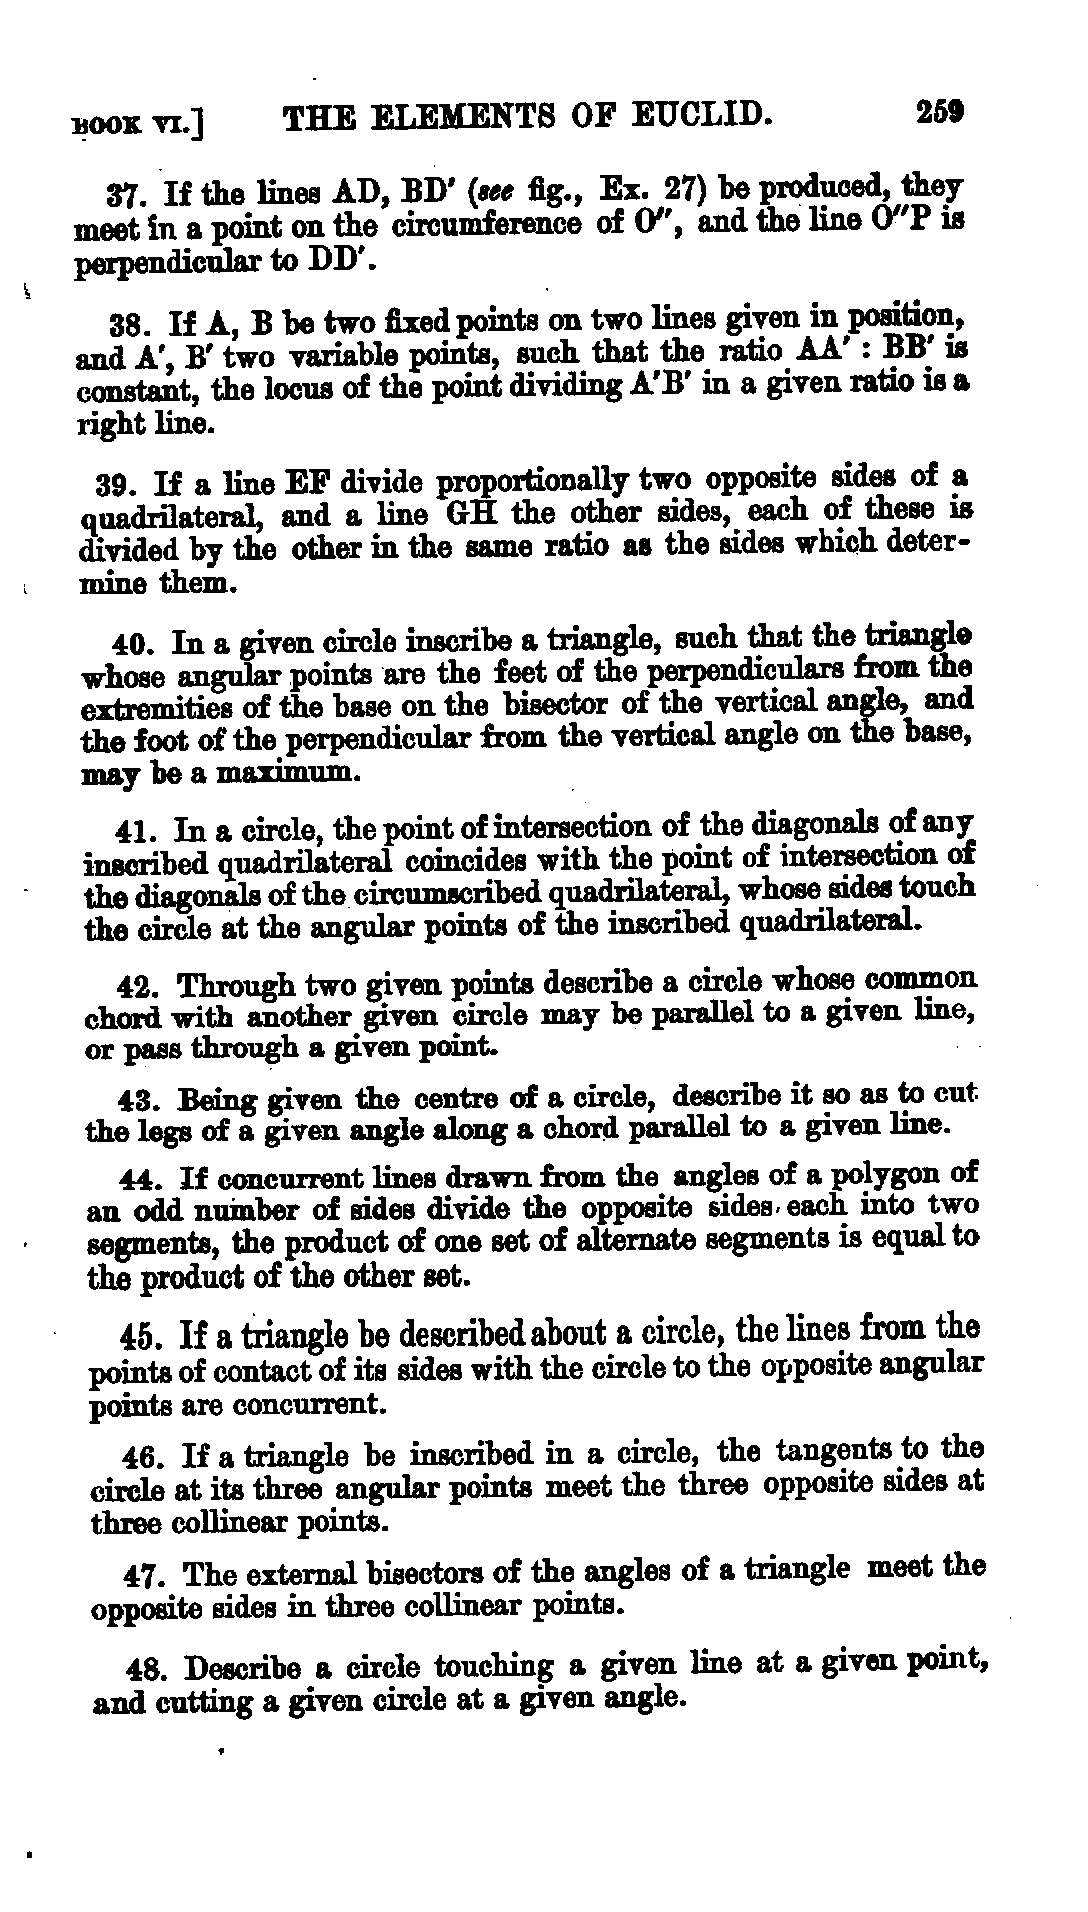 BOOK VI.] THE ELEMENTS OF EUCLID. 259
37. If the lines AD, BD′ (see fig., Ex. 27) be produced, they
meet in a point on the circumference of O″, and the line O″P is
perpendicular to DD′.
38. If A, B be two fixed points on two lines given in position,
and A′, B′ two variable points, such that the ratio AA′ : BB′ is
constant, the locus of the point dividing A′B′ in a given ratio is a
right line.
39. If a line EF divide proportionally two opposite sides of a
quadrilateral, and a line GH the other sides, each of these is
divided by the other in the same ratio as the sides which deter-
mine them.
40. In a given circle inscribe a triangle, such that the triangle
whose angular points are the feet of the perpendiculars from the
extremities of the base on the bisector of the vertical angle, and
the foot of the perpendicular from the vertical angle on the base,
may be a maximum.
41. In a circle, the point of intersection of the diagonals of any
inscribed quadrilateral coincides with the point of intersection of
the diagonals of the circumscribed quadrilateral, whose sides touch
the circle at the angular points of the inscribed quadrilateral.
42. Through two given points describe a circle whose common
chord with another given circle may be parallel to a given line,
or pass through a given point.
43. Being given the centre of a circle, describe it so as to cut
the legs of a given angle along a chord parallel to a given line.
44. If concurrent lines drawn from the angles of a polygon of
an odd number of sides divide the opposite sides each into two
segments, the product of one set of alternate segments is equal to
the product of the other set.
45. If a triangle be described about a circle, the lines from the
points of contact of its sides with the circle to the opposite angular
points are concurrent.
46. If a triangle be inscribed in a circle, the tangents to the
circle at its three angular points meet the three opposite sides at
three collinear points.
47. The external bisectors of the angles of a triangle meet the
opposite sides in three collinear points.
48. Describe a circle touching a given line at a given point,
and cutting a given circle at a given angle.